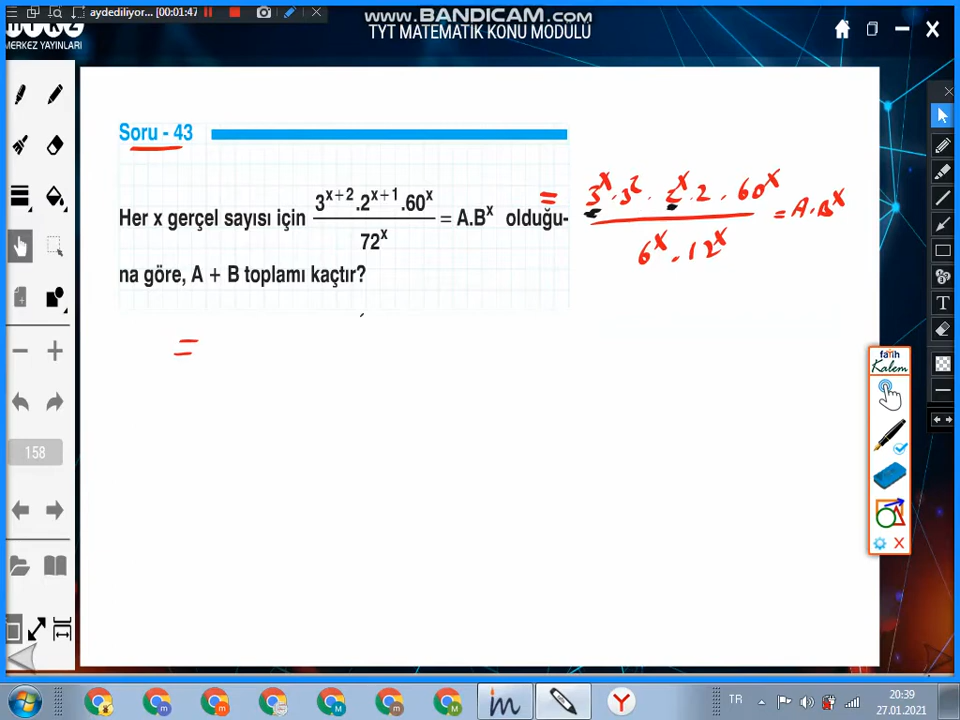 aydediliyor... [00:01:47
www.BANDICAM.com
MERKEZ YAYINLARI
TYT MATEMATİK KONU MODULÜ
Soru - 43
Her x gerçel sayısı için 3^{x+2}.2^{x+1}.60^x / 72^x = A.B^x olduğu-
na göre, A + B toplamı kaçtır?
= 3^x.3^2.2^x.2.60^x / 6^x.12^x = A.B^x
=
158
fatih
Kalem
TR
20:39
27.01.2021